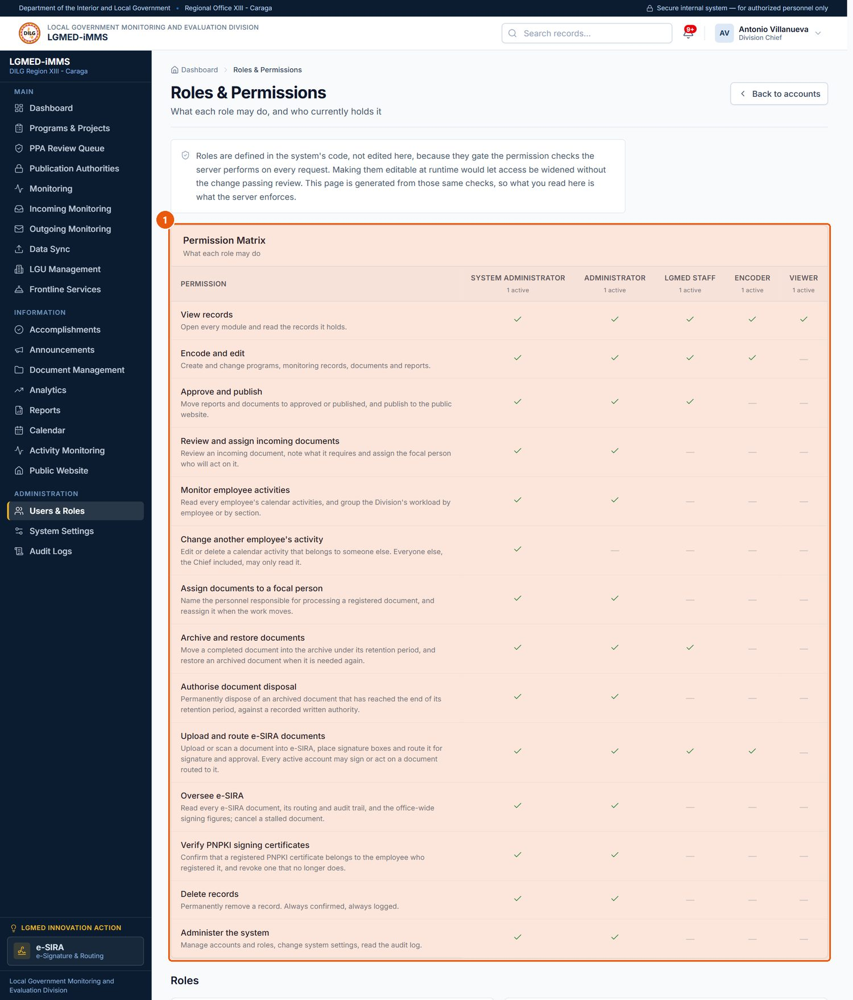 Department of the Interior and Local Government • Regional Office XIII - Caraga
Secure internal system — for authorized personnel only
DILG
LOCAL GOVERNMENT MONITORING AND EVALUATION DIVISION
LGMED-iMMS
Search records...
9+
AV
Antonio Villanueva
Division Chief
LGMED-iMMS
DILG Region XIII - Caraga
MAIN
Dashboard
Programs & Projects
PPA Review Queue
Publication Authorities
Monitoring
Incoming Monitoring
Outgoing Monitoring
Data Sync
LGU Management
Frontline Services
INFORMATION
Accomplishments
Announcements
Document Management
Analytics
Reports
Calendar
Activity Monitoring
Public Website
ADMINISTRATION
Users & Roles
System Settings
Audit Logs
LGMED INNOVATION ACTION
e-SIRA
e-Signature & Routing
Local Government Monitoring and
Evaluation Division
Dashboard > Roles & Permissions
Roles & Permissions
What each role may do, and who currently holds it
Back to accounts
Roles are defined in the system's code, not edited here, because they gate the permission checks the
server performs on every request. Making them editable at runtime would let access be widened without
the change passing review. This page is generated from those same checks, so what you read here is
what the server enforces.
1
Permission Matrix
What each role may do
PERMISSION SYSTEM ADMINISTRATOR ADMINISTRATOR LGMED STAFF ENCODER VIEWER
1 active 1 active 1 active 1 active 1 active
View records ✓ ✓ ✓ ✓ ✓
Open every module and read the records it holds.
Encode and edit ✓ ✓ ✓ ✓ —
Create and change programs, monitoring records, documents and reports.
Approve and publish ✓ ✓ ✓ — —
Move reports and documents to approved or published, and publish to the public
website.
Review and assign incoming documents ✓ ✓ — — —
Review an incoming document, note what it requires and assign the focal person
who will act on it.
Monitor employee activities ✓ ✓ — — —
Read every employee's calendar activities, and group the Division's workload by
employee or by section.
Change another employee's activity ✓ — — — —
Edit or delete a calendar activity that belongs to someone else. Everyone else,
the Chief included, may only read it.
Assign documents to a focal person ✓ ✓ — — —
Name the personnel responsible for processing a registered document, and
reassign it when the work moves.
Archive and restore documents ✓ ✓ ✓ — —
Move a completed document into the archive under its retention period, and
restore an archived document when it is needed again.
Authorise document disposal ✓ ✓ — — —
Permanently dispose of an archived document that has reached the end of its
retention period, against a recorded written authority.
Upload and route e-SIRA documents ✓ ✓ ✓ ✓ —
Upload or scan a document into e-SIRA, place signature boxes and route it for
signature and approval. Every active account may sign or act on a document
routed to it.
Oversee e-SIRA ✓ ✓ — — —
Read every e-SIRA document, its routing and audit trail, and the office-wide
signing figures; cancel a stalled document.
Verify PNPKI signing certificates ✓ ✓ — — —
Confirm that a registered PNPKI certificate belongs to the employee who
registered it, and revoke one that no longer does.
Delete records ✓ ✓ — — —
Permanently remove a record. Always confirmed, always logged.
Administer the system ✓ ✓ — — —
Manage accounts and roles, change system settings, read the audit log.
Roles